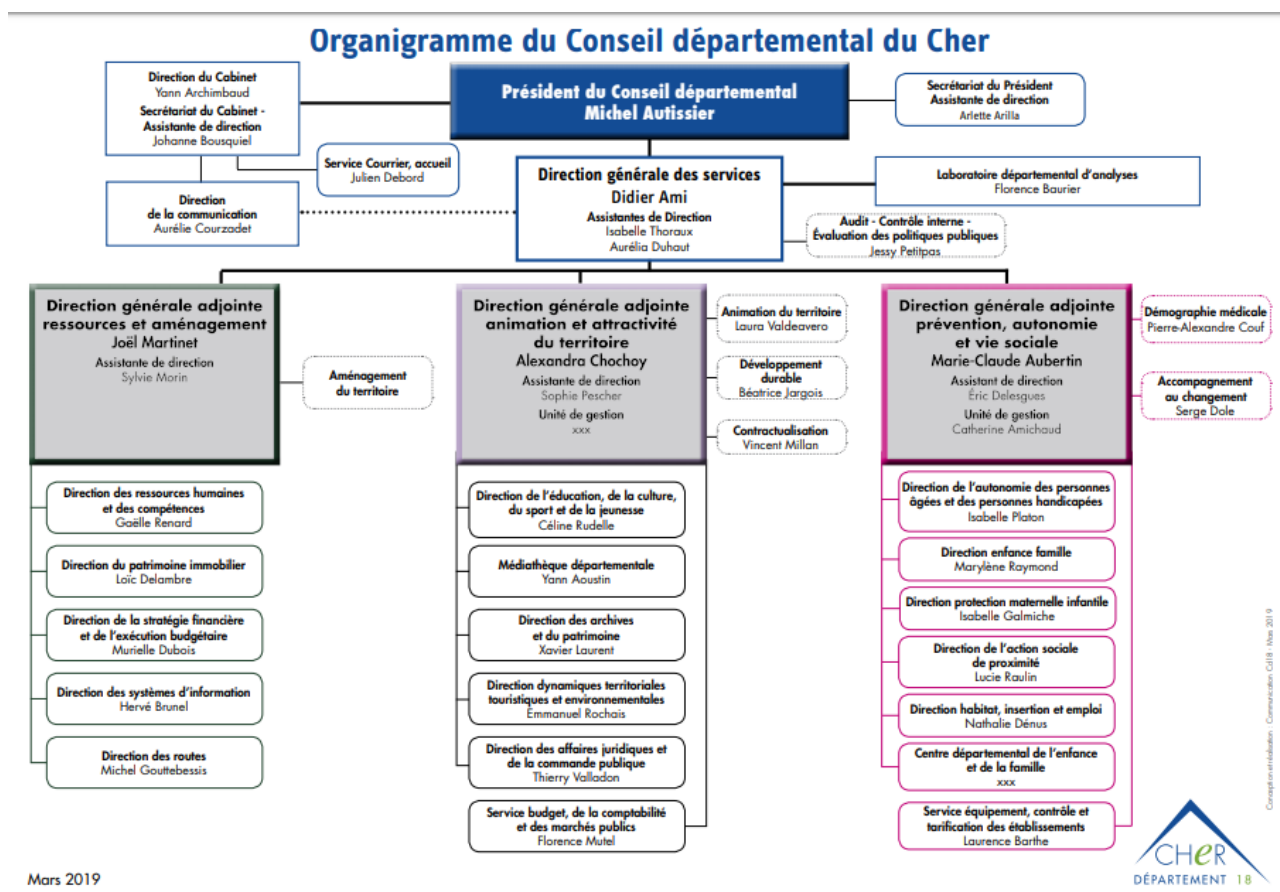 Organigramme du Conseil départemental du Cher
Direction du Cabinet
Yann Archimbaud
Secrétariat du Cabinet -
Assistante de direction
Johanne Bousquiel
Président du Conseil départemental
Michel Autissier
Secrétariat du Président
Assistante de direction
Arlette Arilla
Service Courrier, accueil
Julien Debord
Direction
de la communication
Aurélie Courzadet
Direction générale des services
Didier Ami
Assistantes de Direction
Isabelle Thoraux
Aurélia Duhaut
Laboratoire départemental d'analyses
Florence Baurier
Audit - Contrôle interne -
Évaluation des politiques publiques
Jessy Petitpas
Direction générale adjointe
ressources et aménagement
Joël Martinet
Assistante de direction
Sylvie Morin
Aménagement
du territoire
Direction des ressources humaines
et des compétences
Gaëlle Renard
Direction du patrimoine immobilier
Loïc Delambre
Direction de la stratégie financière
et de l'exécution budgétaire
Murielle Dubois
Direction des systèmes d'information
Hervé Brunel
Direction des routes
Michel Gouttebessis
Direction générale adjointe
animation et attractivité
du territoire
Alexandra Chochoy
Assistante de direction
Sophie Pescher
Unité de gestion
xxx
Animation du territoire
Laura Valdeavero
Développement
durable
Béatrice Jargois
Contractualisation
Vincent Millan
Direction de l'éducation, de la culture,
du sport et de la jeunesse
Céline Rudelle
Médiathèque départementale
Yann Aoustin
Direction des archives
et du patrimoine
Xavier Laurent
Direction dynamiques territoriales
touristiques et environnementales
Emmanuel Rochais
Direction des affaires juridiques et
de la commande publique
Thierry Valladon
Service budget, de la comptabilité
et des marchés publics
Florence Mutel
Direction générale adjointe
prévention, autonomie
et vie sociale
Marie-Claude Aubertin
Assistant de direction
Éric Delesgues
Unité de gestion
Catherine Amichaud
Démographie médicale
Pierre-Alexandre Couf
Accompagnement
au changement
Serge Dole
Direction de l'autonomie des personnes
âgées et des personnes handicapées
Isabelle Platon
Direction enfance famille
Marylène Raymond
Direction protection maternelle infantile
Isabelle Galmiche
Direction de l'action sociale
de proximité
Lucie Raulin
Direction habitat, insertion et emploi
Nathalie Dénus
Centre départemental de l'enfance
et de la famille
xxx
Service équipement, contrôle et
tarification des établissements
Laurence Barthe
Conception et réalisation : Communication Cd18 - Mars 2019
CHeR
DÉPARTEMENT 18
Mars 2019